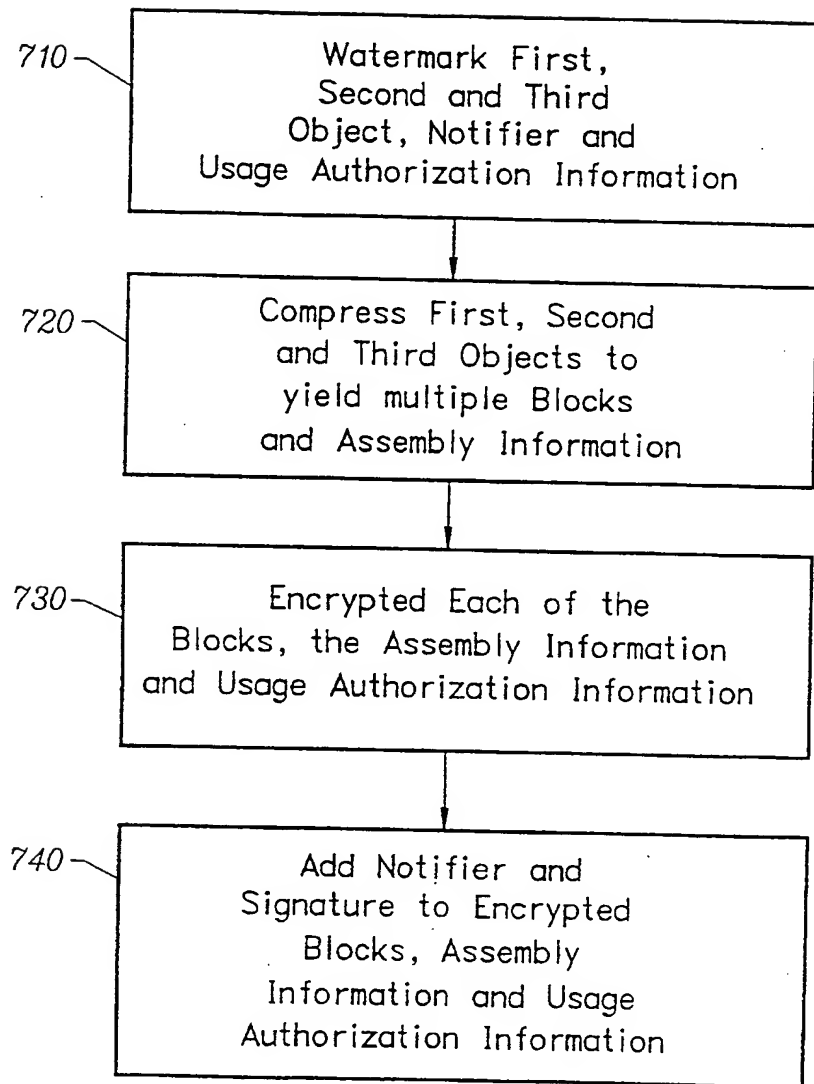 710
Watermark First,
Second and Third
Object, Notifier and
Usage Authorization Information
720
Compress First, Second
and Third Objects to
yield multiple Blocks
and Assembly Information
730
Encrypted Each of the
Blocks, the Assembly Information
and Usage Authorization Information
740
Add Notifier and
Signature to Encrypted
Blocks, Assembly
Information and Usage
Authorization Information